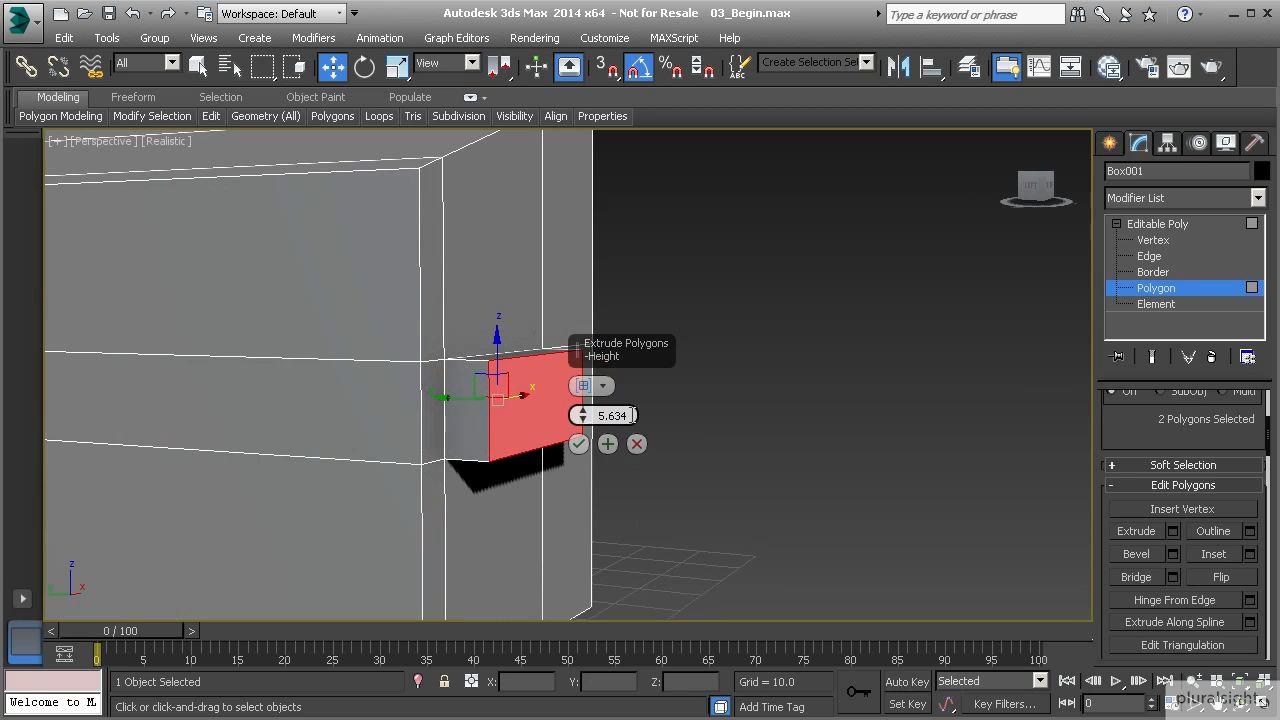 Workspace: Default
Autodesk 3ds Max 2014 x64 - Not for Resale 03_Begin.max
Type a keyword or phrase
File
Edit Tools Group Views Create Modifiers Animation Graph Editors Rendering Customize MAXScript Help
All
View
3
Create Selection Se
Modeling Freeform Selection Object Paint Populate
Polygon Modeling Modify Selection Edit Geometry (All) Polygons Loops Tris Subdivision Visibility Align Properties
[+][Perspective][Realistic]
LEFT
Box001
Modifier List
Editable Poly
Vertex
Edge
Border
Polygon
Element
z
x
Extrude Polygons
-Height
5.634
On SubObj Multi
2 Polygons Selected
+ Soft Selection
- Edit Polygons
Insert Vertex
Extrude Outline
Bevel Inset
Bridge Flip
Hinge From Edge
Extrude Along Spline
Edit Triangulation
z
y x
< 0 / 100 >
0 5 10 15 20 25 30 35 40 45 50 55 60 65 70 75 80 85 90 95 100
1 Object Selected X: Y: Z: Grid = 10.0 Auto Key Selected
Welcome to M Click or click-and-drag to select objects Add Time Tag Set Key Key Filters... 0
pluralsight